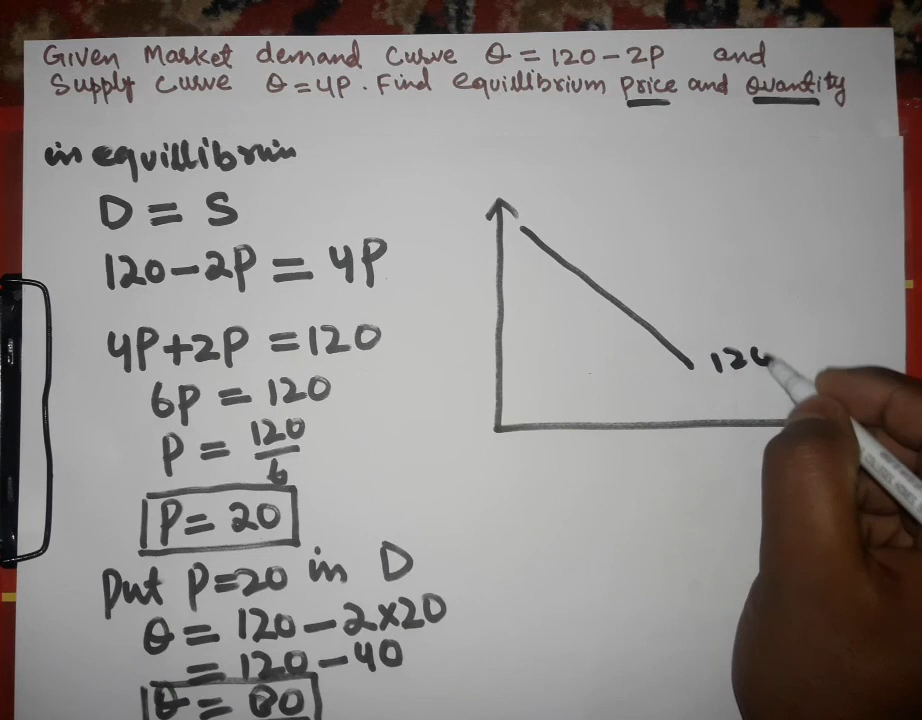 Given Market demand Curve Q = 120 - 2P and
Supply Curve Q = 4P. Find equillibrium Price and Quantity
in equillibrium
D = S
120 - 2P = 4P
4P + 2P = 120
6P = 120
P = 120/6
P = 20
Put P = 20 in D
Q = 120 - 2 x 20
= 120 - 40
Q = 80
120